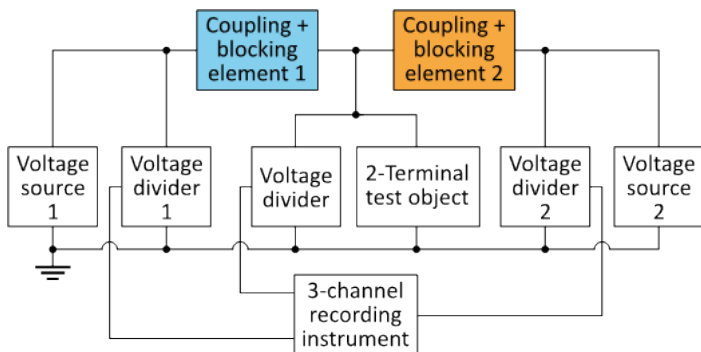 Coupling +
blocking
element 1
Coupling +
blocking
element 2
Voltage
source
1
Voltage
divider
1
Voltage
divider
2-Terminal
test object
Voltage
divider
2
Voltage
source
2
3-channel
recording
instrument